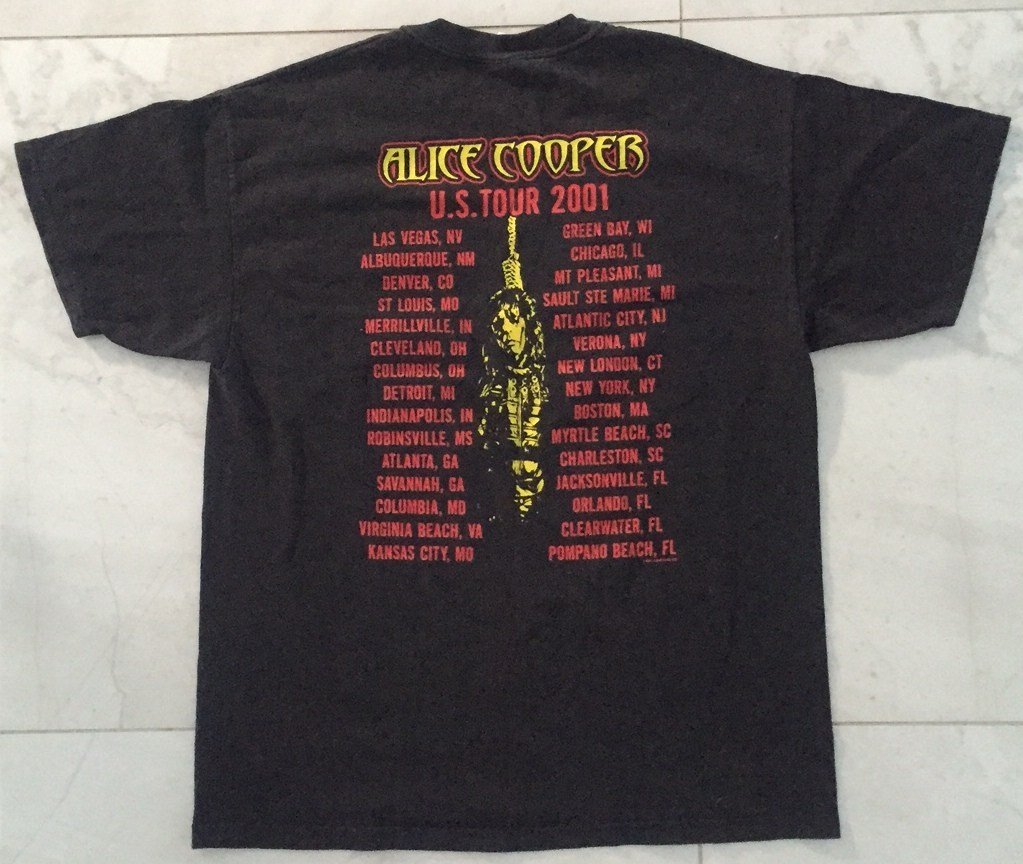 ALICE COOPER
U.S. TOUR 2001
LAS VEGAS, NV
ALBUQUERQUE, NM
DENVER, CO
ST LOUIS, MO
MERRILLVILLE, IN
CLEVELAND, OH
COLUMBUS, OH
DETROIT, MI
INDIANAPOLIS, IN
ROBINSVILLE, MS
ATLANTA, GA
SAVANNAH, GA
COLUMBIA, MD
VIRGINIA BEACH, VA
KANSAS CITY, MO
GREEN BAY, WI
CHICAGO, IL
MT PLEASANT, MI
SAULT STE MARIE, MI
ATLANTIC CITY, NJ
VERONA, NY
NEW LONDON, CT
NEW YORK, NY
BOSTON, MA
MYRTLE BEACH, SC
CHARLESTON, SC
JACKSONVILLE, FL
ORLANDO, FL
CLEARWATER, FL
POMPANO BEACH, FL